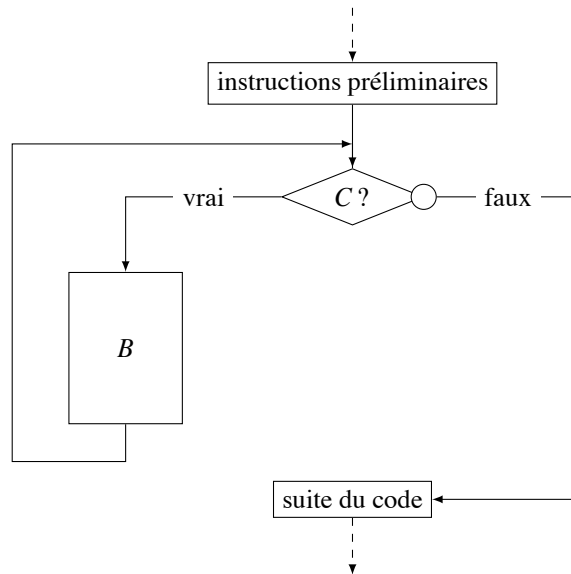 instructions préliminaires
C ?
vrai
faux
B
suite du code